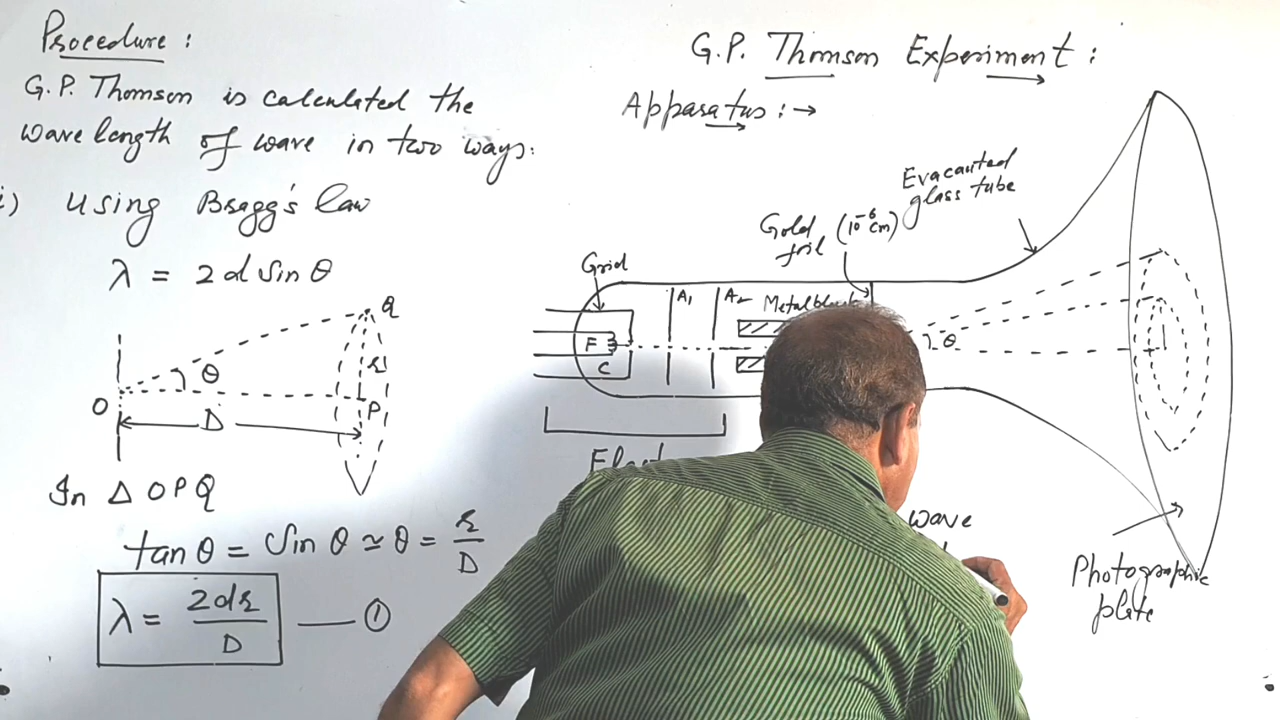 Procedure :
G.P. Thomson is calculated the
wave length of wave in two ways.
i) Using Bragg's law
λ = 2d Sin θ
Q
θ
r
O
P
D
In Δ O P Q
tan θ = Sin θ ≃ θ = r/D
λ = 2dr/D —— ①
G.P. Thomson Experiment :
Apparatus : →
Evacauted
glass tube
Gold (10⁻⁶ cm)
foil
Grid
A₁ A₂ Metal
F
C
θ
wave
Photographic
plate